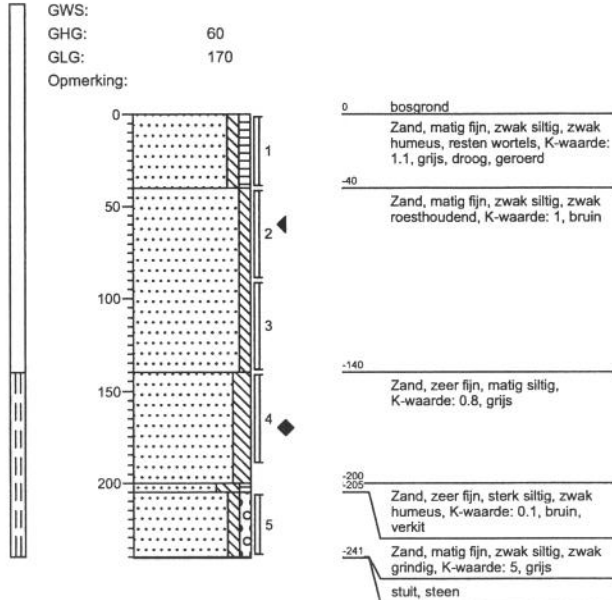 GWS:
GHG: 60
GLG: 170
Opmerking:
0
50
100
150
200
1
2
3
4
5
0 bosgrond
Zand, matig fijn, zwak siltig, zwak
humeus, resten wortels, K-waarde:
1.1, grijs, droog, geroerd
-40
Zand, matig fijn, zwak siltig, zwak
roesthoudend, K-waarde: 1, bruin
-140
Zand, zeer fijn, matig siltig,
K-waarde: 0.8, grijs
-200
-205
Zand, zeer fijn, sterk siltig, zwak
humeus, K-waarde: 0.1, bruin,
verkit
-241
Zand, matig fijn, zwak siltig, zwak
grindig, K-waarde: 5, grijs
stuit, steen